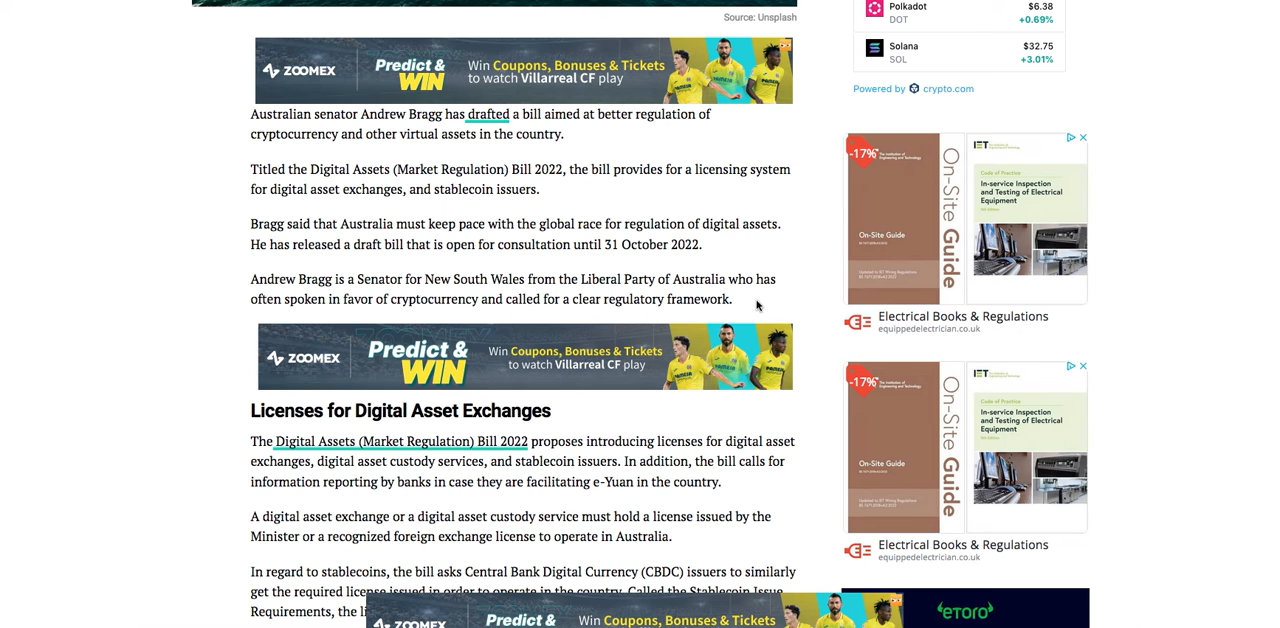 Source: Unsplash
ZOOMEX
Predict &
WIN
Win Coupons, Bonuses & Tickets
to watch Villarreal CF play
Australian senator Andrew Bragg has drafted a bill aimed at better regulation of
cryptocurrency and other virtual assets in the country.
Titled the Digital Assets (Market Regulation) Bill 2022, the bill provides for a licensing system
for digital asset exchanges, and stablecoin issuers.
Bragg said that Australia must keep pace with the global race for regulation of digital assets.
He has released a draft bill that is open for consultation until 31 October 2022.
Andrew Bragg is a Senator for New South Wales from the Liberal Party of Australia who has
often spoken in favor of cryptocurrency and called for a clear regulatory framework.
ZOOMEX
Predict &
WIN
Win Coupons, Bonuses & Tickets
to watch Villarreal CF play
Licenses for Digital Asset Exchanges
The Digital Assets (Market Regulation) Bill 2022 proposes introducing licenses for digital asset
exchanges, digital asset custody services, and stablecoin issuers. In addition, the bill calls for
information reporting by banks in case they are facilitating e-Yuan in the country.
A digital asset exchange or a digital asset custody service must hold a license issued by the
Minister or a recognized foreign exchange license to operate in Australia.
In regard to stablecoins, the bill asks Central Bank Digital Currency (CBDC) issuers to similarly
get the required license issued in order to operate in the country. Called the Stablecoin Issue
Requirements, the li
ZOOMEX
Predict &
Win Coupons, Bonuses & Tickets
Polkadot
$6.38
DOT
+0.69%
Solana
$32.75
SOL
+3.01%
Powered by crypto.com
-17%
The Institution of
Engineering and Technology
On-Site Guide
On-Site Guide
IET
Code of Practice
In-service Inspection
and Testing of Electrical
Equipment
Electrical Books & Regulations
equippedelectrician.co.uk
-17%
The Institution of
Engineering and Technology
On-Site Guide
On-Site Guide
IET
Code of Practice
In-service Inspection
and Testing of Electrical
Equipment
Electrical Books & Regulations
equippedelectrician.co.uk
eToro